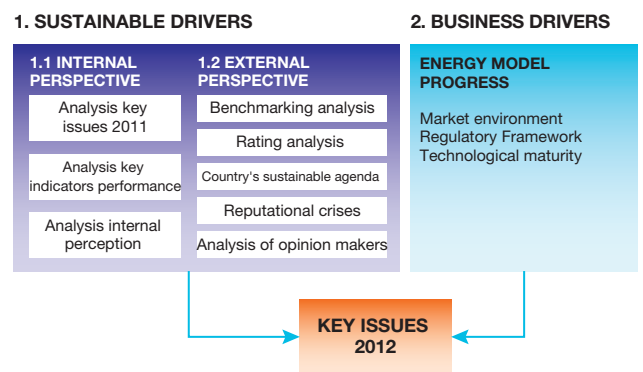 1. SUSTAINABLE DRIVERS
1.1 INTERNAL
PERSPECTIVE
Analysis key
issues 2011
Analysis key
indicators performance
Analysis internal
perception
1.2 EXTERNAL
PERSPECTIVE
Benchmarking analysis
Rating analysis
Country's sustainable agenda
Reputational crises
Analysis of opinion makers
2. BUSINESS DRIVERS
ENERGY MODEL
PROGRESS
Market environment
Regulatory Framework
Technological maturity
KEY ISSUES
2012